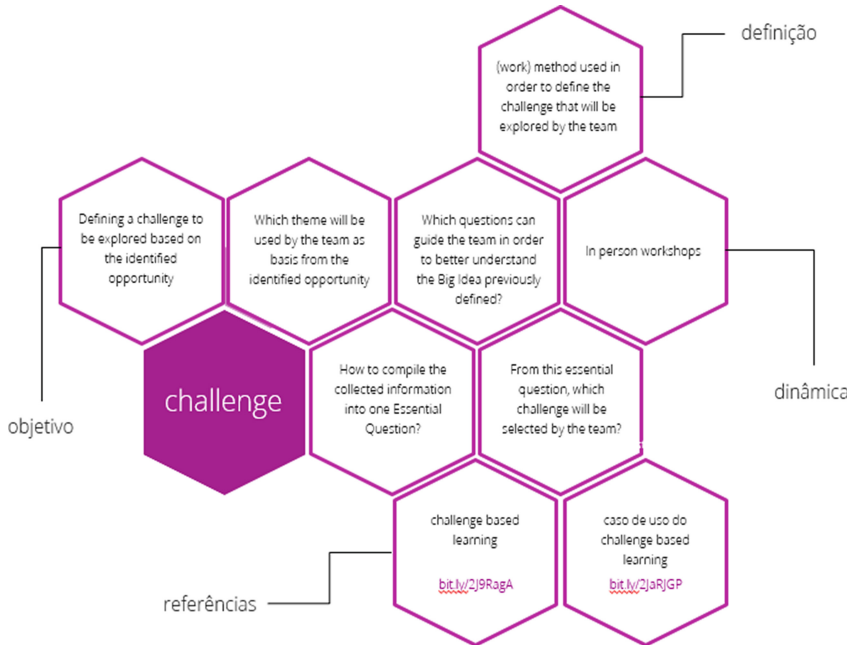 definição
(work) method used in
order to define the
challenge that will be
explored by the team
Defining a challenge to
be explored based on
the identified
opportunity
Which theme will be
used by the team as
basis from the
identified opportunity
Which questions can
guide the team in order
to better understand
the Big Idea previously
defined?
In person workshops
dinâmica
objetivo
challenge
How to compile the
collected information
into one Essential
Question?
From this essential
question, which
challenge will be
selected by the team?
referências
challenge based
learning
bit.ly/2J9RagA
caso de uso do
challenge based
learning
bit.ly/2JaRJGP